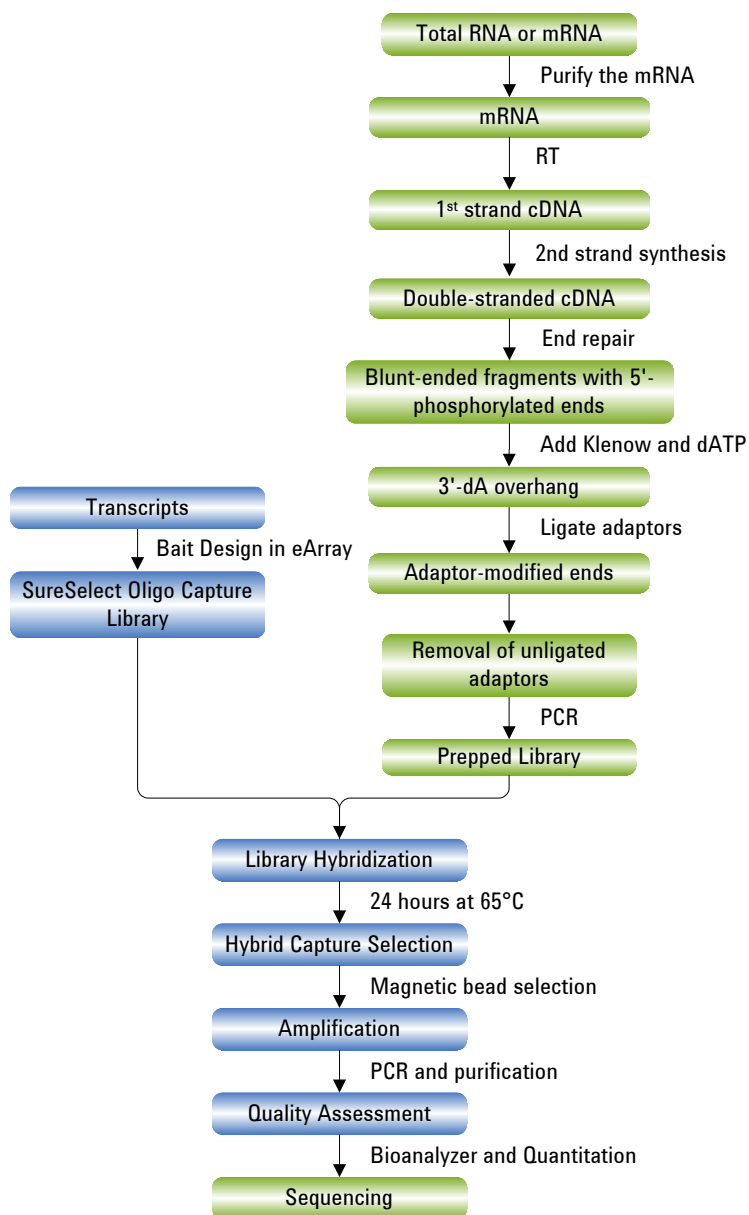 Total RNA or mRNA
Purify the mRNA
mRNA
RT
1st strand cDNA
2nd strand synthesis
Double-stranded cDNA
End repair
Blunt-ended fragments with 5'-
phosphorylated ends
Add Klenow and dATP
3'-dA overhang
Ligate adaptors
Adaptor-modified ends
Removal of unligated
adaptors
PCR
Prepped Library
Transcripts
Bait Design in eArray
SureSelect Oligo Capture
Library
Library Hybridization
24 hours at 65°C
Hybrid Capture Selection
Magnetic bead selection
Amplification
PCR and purification
Quality Assessment
Bioanalyzer and Quantitation
Sequencing